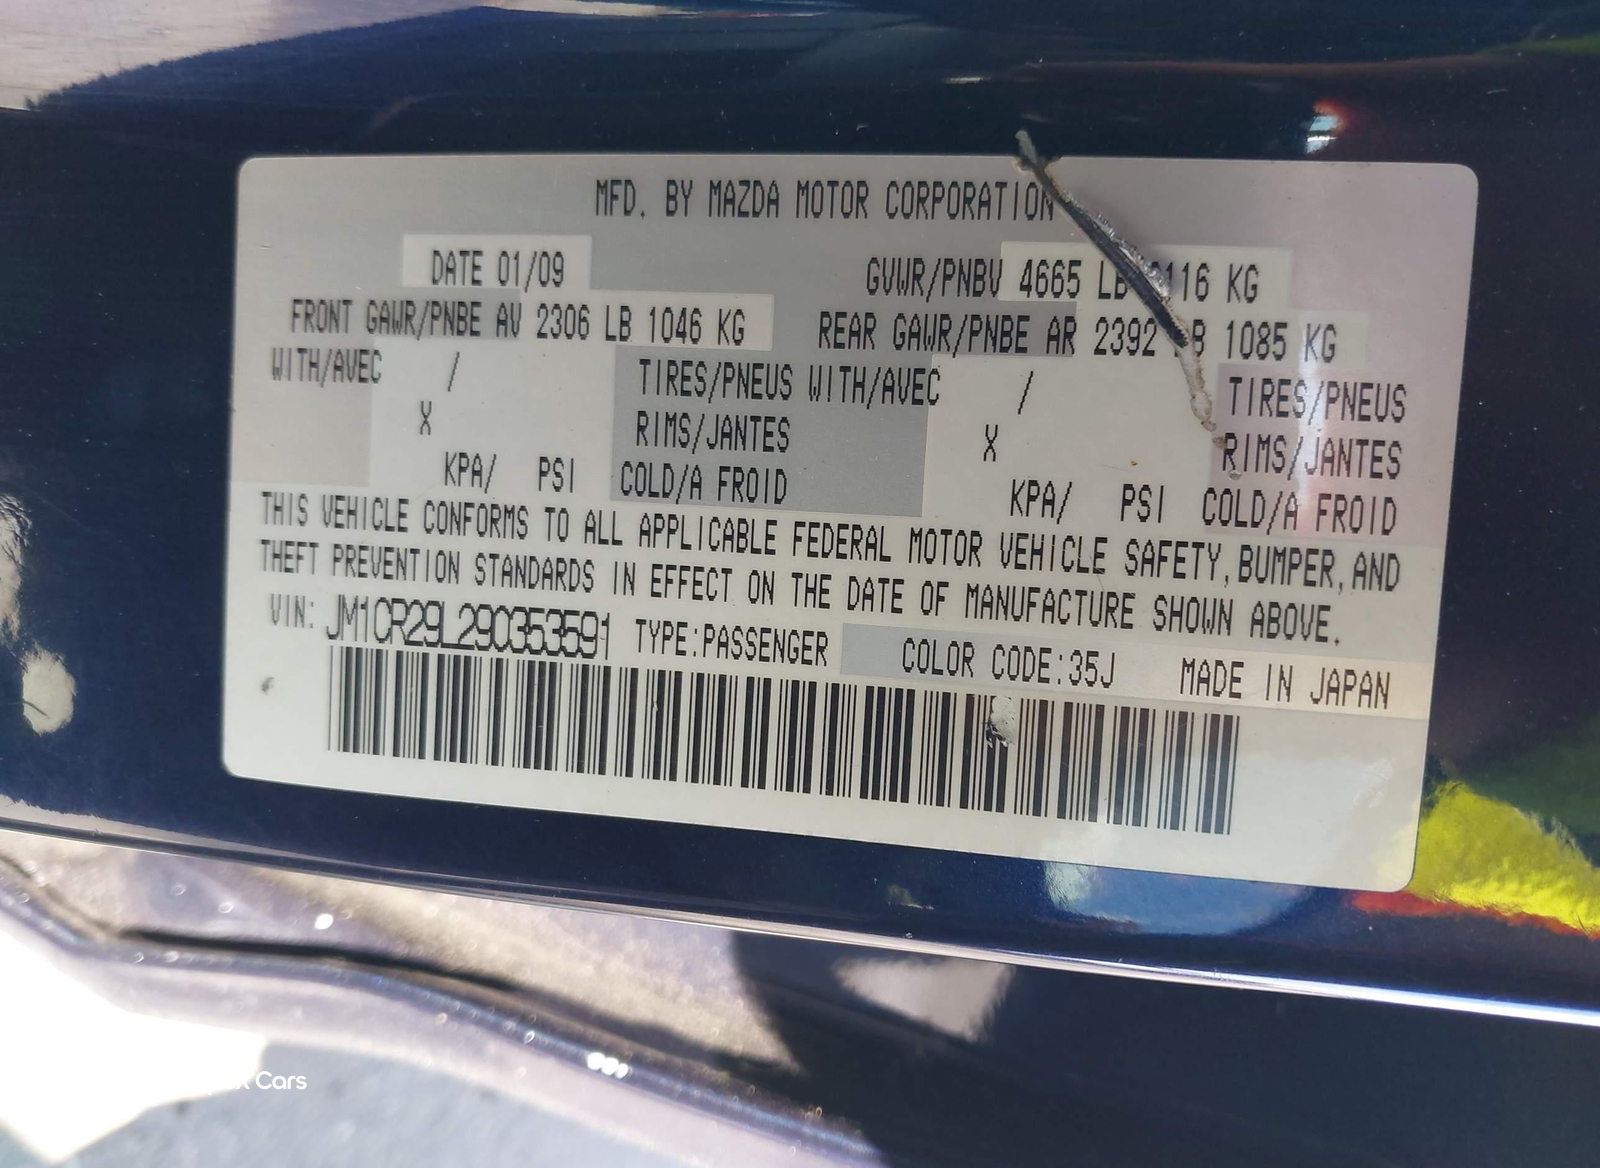 MFD. BY MAZDA MOTOR CORPORATION
DATE 01/09 GVWR/PNBV 4665 LB 116 KG
FRONT GAWR/PNBE AV 2306 LB 1046 KG REAR GAWR/PNBE AR 2392 LB 1085 KG
WITH/AVEC / TIRES/PNEUS WITH/AVEC / TIRES/PNEUS
X RIMS/JANTES X RIMS/JANTES
KPA/ PSI COLD/A FROID KPA/ PSI COLD/A FROID
THIS VEHICLE CONFORMS TO ALL APPLICABLE FEDERAL MOTOR VEHICLE SAFETY, BUMPER, AND
THEFT PREVENTION STANDARDS IN EFFECT ON THE DATE OF MANUFACTURE SHOWN ABOVE.
VIN: JM1CR29L290353591 TYPE:PASSENGER COLOR CODE:35J MADE IN JAPAN
Cars